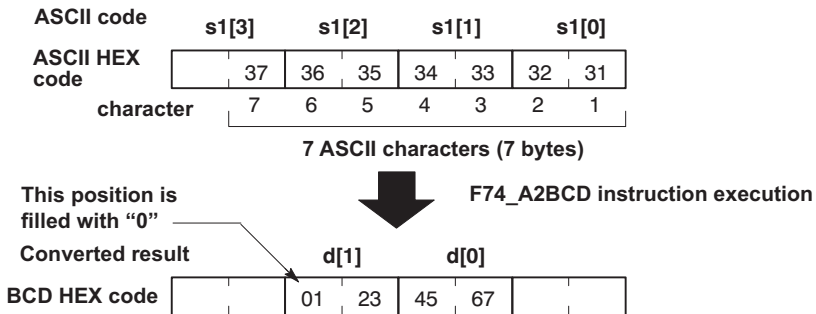 ASCII code
s1[3] s1[2] s1[1] s1[0]
ASCII HEX code
37 36 35 34 33 32 31
character
7 6 5 4 3 2 1
7 ASCII characters (7 bytes)
F74_A2BCD instruction execution
This position is
filled with “0”
Converted result
d[1] d[0]
BCD HEX code
01 23 45 67